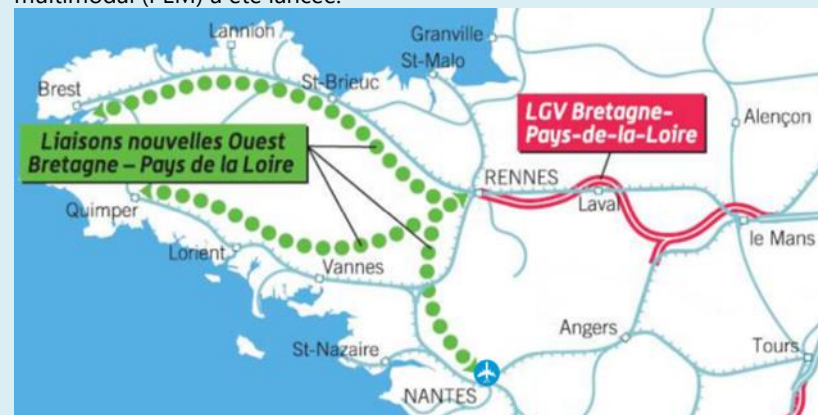 multimodal (PEM) a été lancée.
Lannion
Granville
St-Malo
Brest
St-Brieuc
LGV Bretagne-
Pays-de-la-Loire
Alençon
Liaisons nouvelles Ouest
Bretagne – Pays de la Loire
RENNES
Laval
Quimper
le Mans
Lorient
Vannes
Angers
St-Nazaire
Tours
NANTES